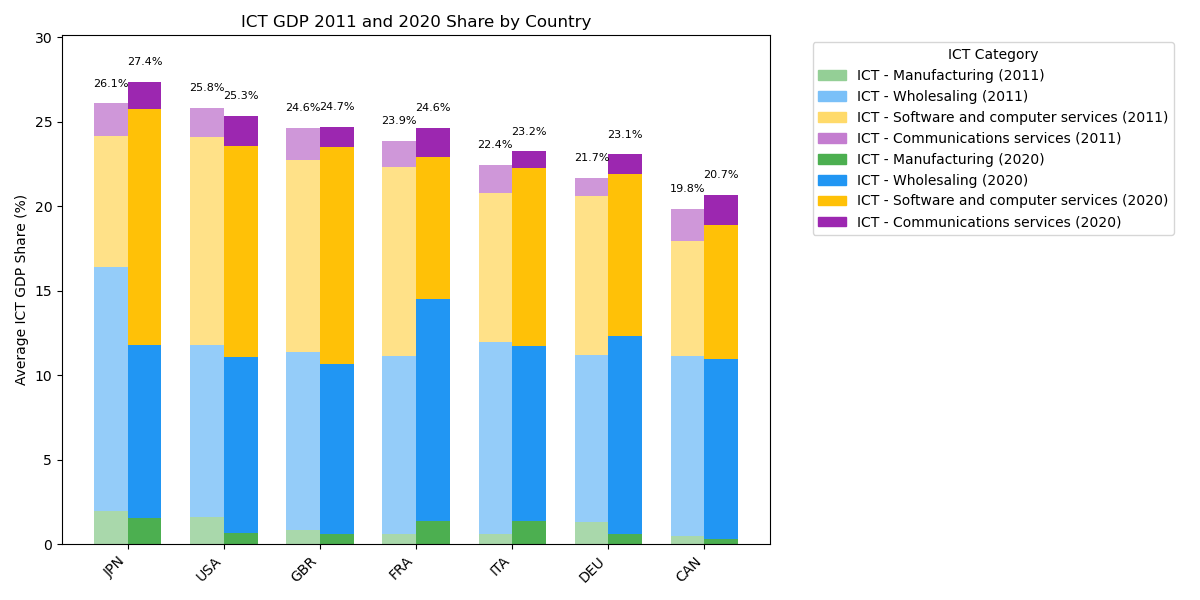 ICT GDP 2011 and 2020 Share by Country
Average ICT GDP Share (%)
30
25
20
15
10
5
0
26.1%
27.4%
25.8%
25.3%
24.6%
24.7%
23.9%
24.6%
22.4%
23.2%
21.7%
23.1%
19.8%
20.7%
JPN
USA
GBR
FRA
ITA
DEU
CAN
ICT Category
ICT - Manufacturing (2011)
ICT - Wholesaling (2011)
ICT - Software and computer services (2011)
ICT - Communications services (2011)
ICT - Manufacturing (2020)
ICT - Wholesaling (2020)
ICT - Software and computer services (2020)
ICT - Communications services (2020)